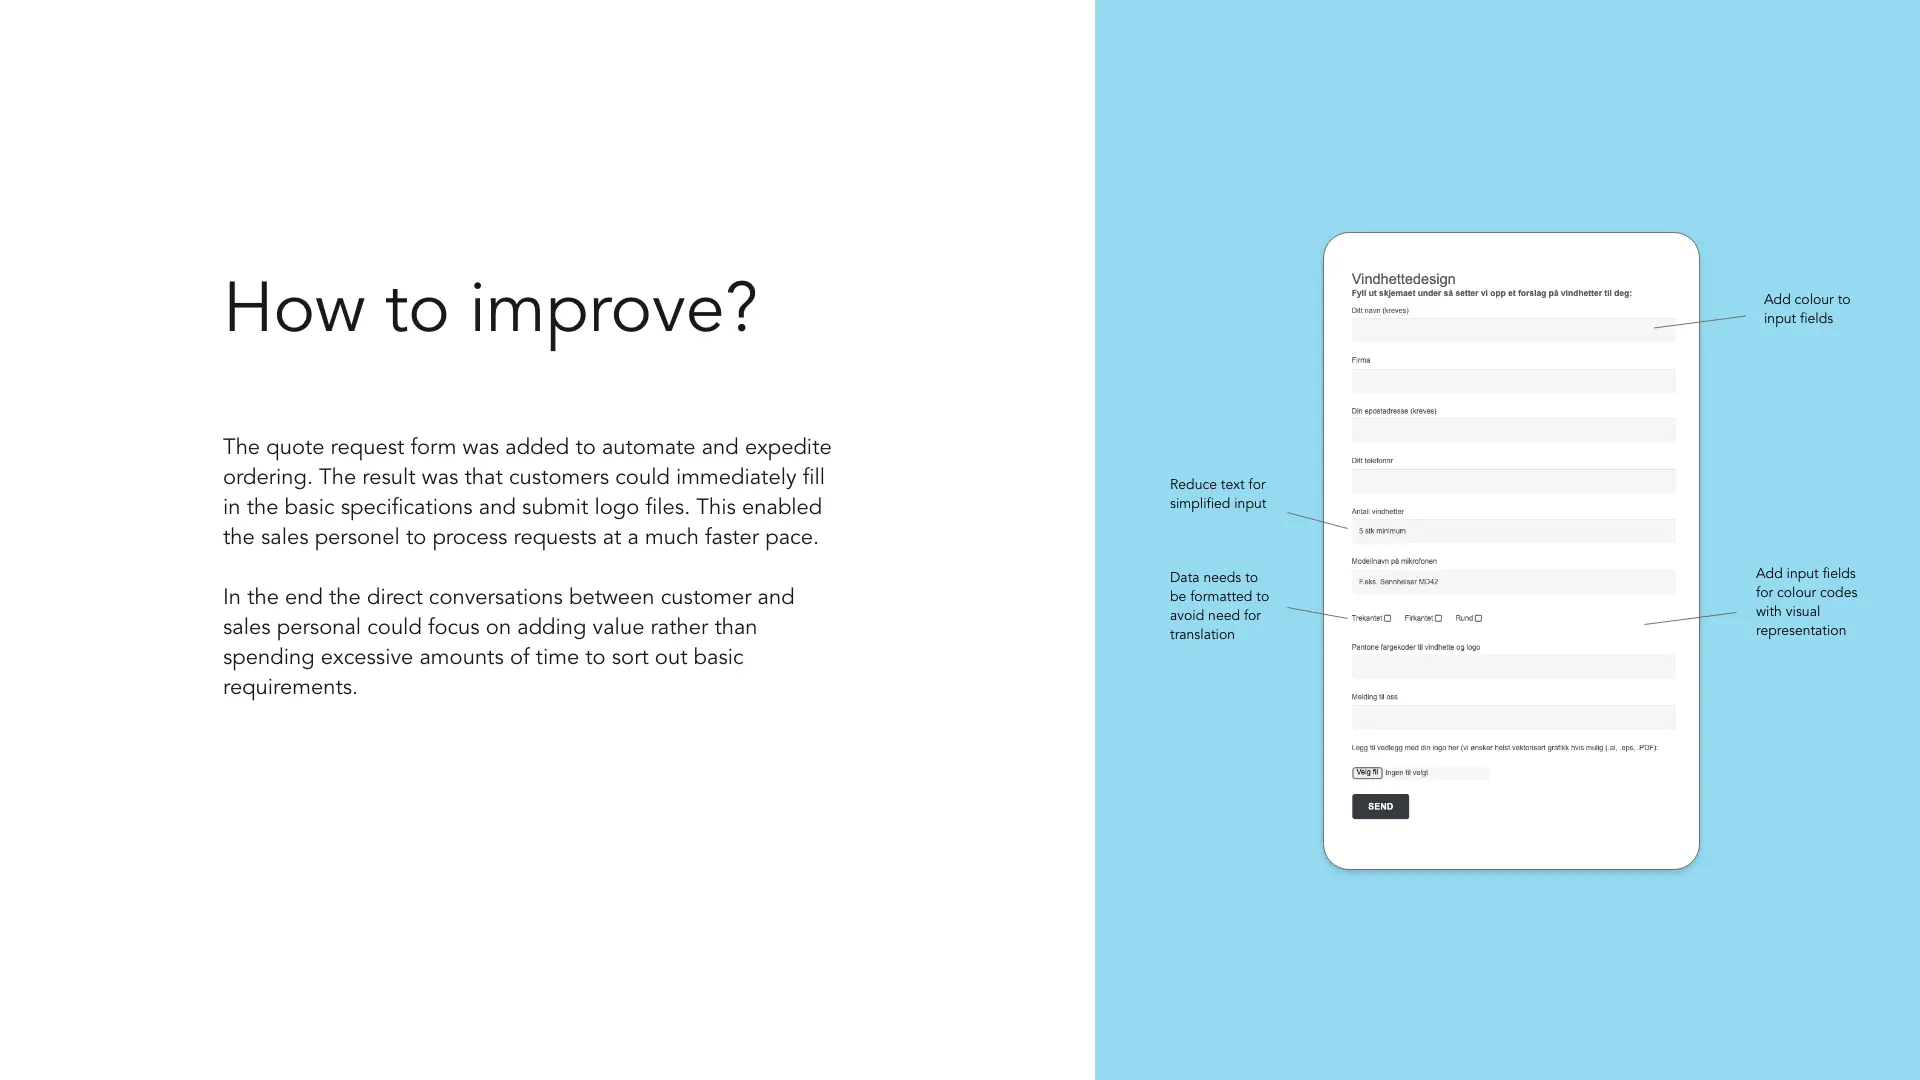 How to improve?
The quote request form was added to automate and expedite
ordering. The result was that customers could immediately fill
in the basic specifications and submit logo files. This enabled
the sales personel to process requests at a much faster pace.
In the end the direct conversations between customer and
sales personal could focus on adding value rather than
spending excessive amounts of time to sort out basic
requirements.
Reduce text for
simplified input
Data needs to
be formatted to
avoid need for
translation
Vindhettedesign
Fyll ut skjemaet under så setter vi opp et forslag på vindhetter til deg:
Ditt navn (kreves)
Firma
Din epostadresse (kreves)
Ditt telefonnr
Antall vindhetter
5 stk minimum
Modellnavn på mikrofonen
F.eks. Sennheiser MD42
Trekantet Firkantet Rund
Pantone fargekoder til vindhette og logo
Melding til oss
Legg til vedlegg med din logo her (vi ønsker helst vektorisert grafikk hvis mulig (.ai, .eps, .PDF):
Velg fil Ingen fil valgt
SEND
Add colour to
input fields
Add input fields
for colour codes
with visual
representation